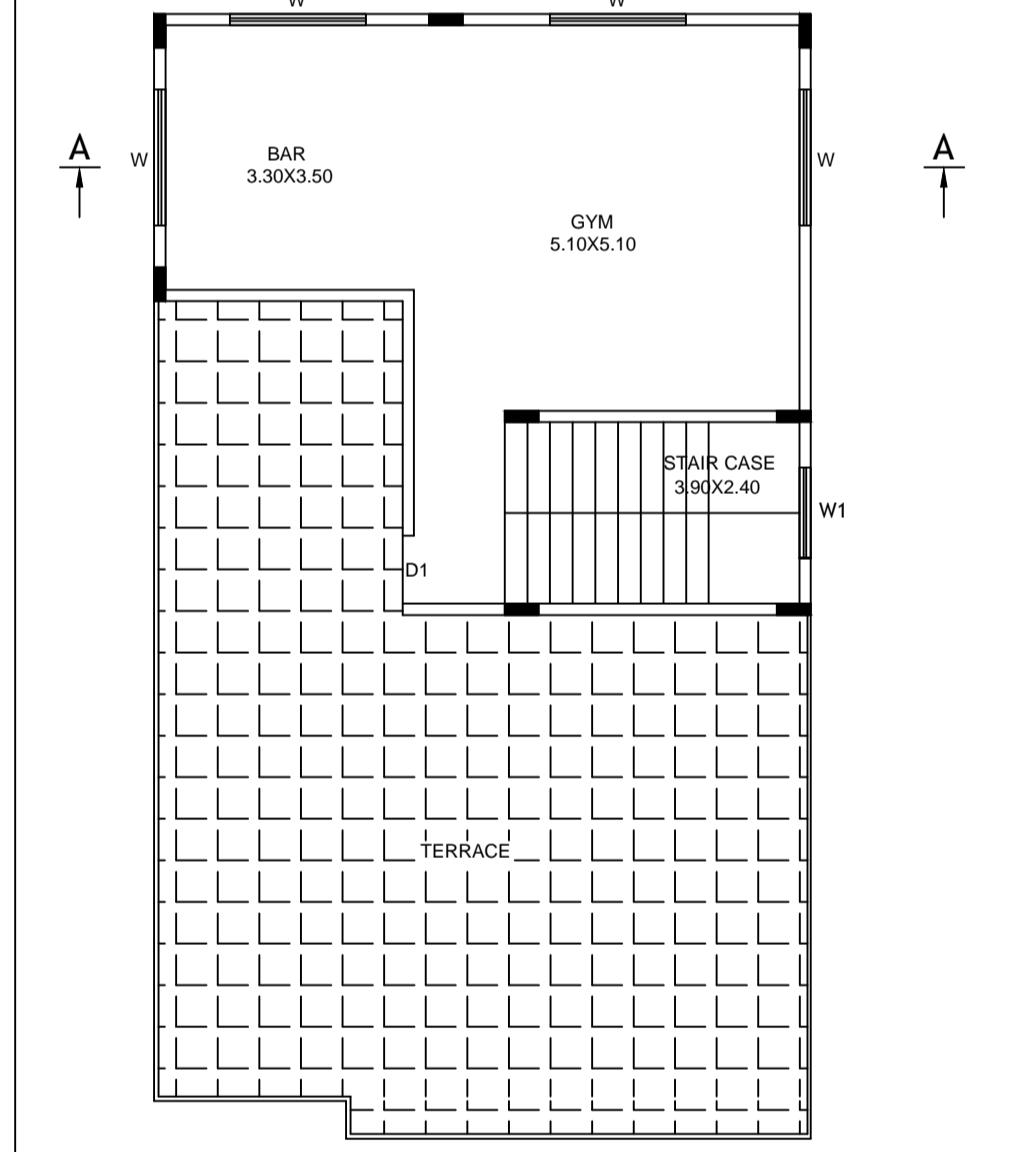 W
W
A
W
BAR
3.30X3.50
W
A
GYM
5.10X5.10
STAIR CASE
3.90X2.40
W1
D1
TERRACE